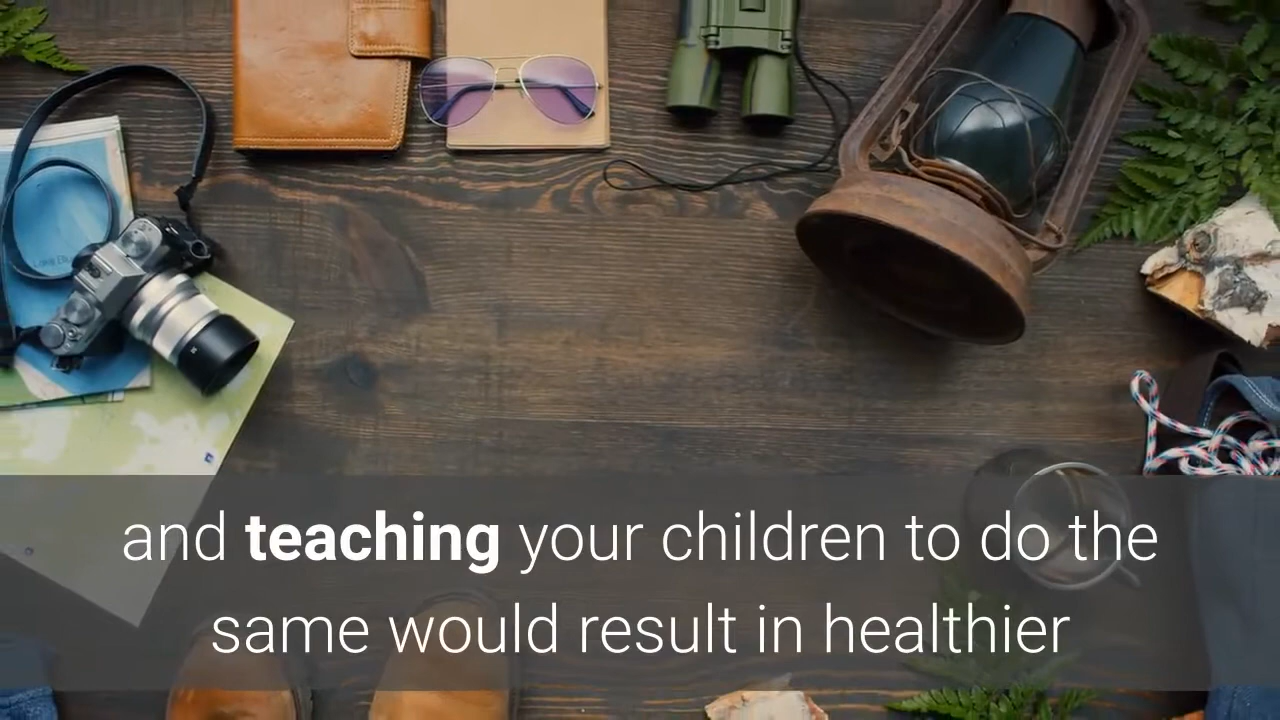 and teaching your children to do the
same would result in healthier